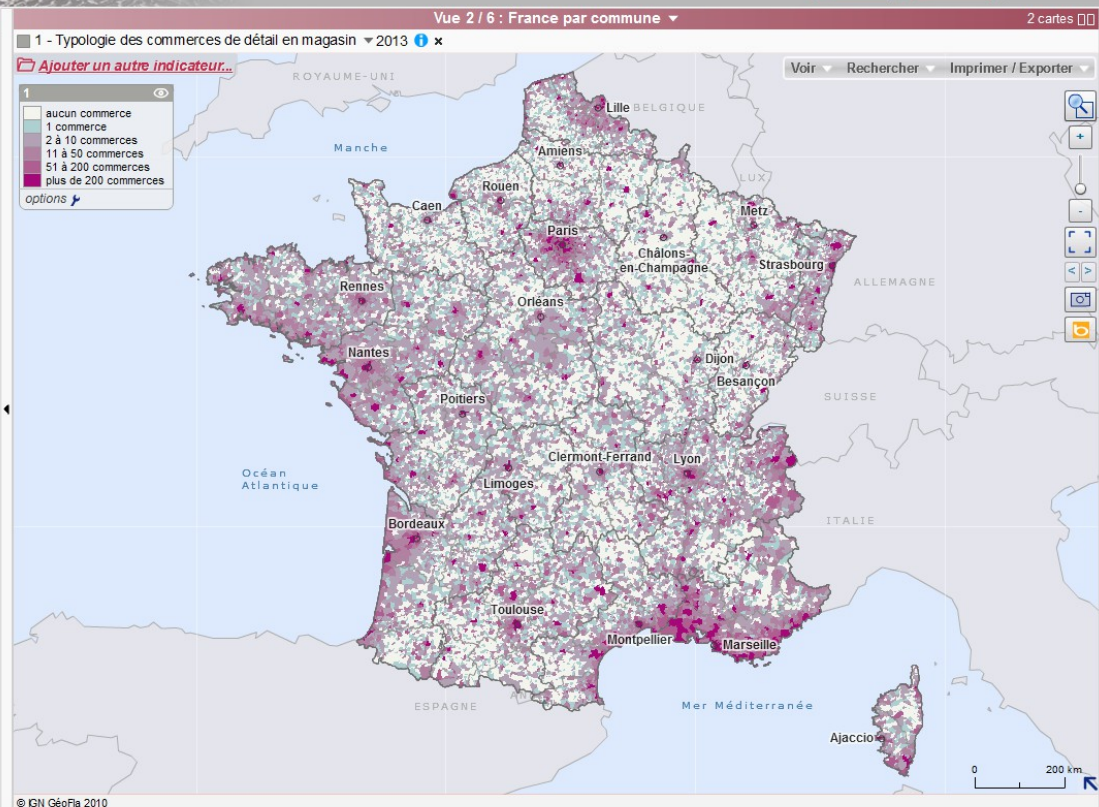 Vue 2 / 6 : France par commune
2 cartes
1 - Typologie des commerces de détail en magasin 2013 i x
Ajouter un autre indicateur...
Voir Rechercher Imprimer / Exporter
1
aucun commerce
1 commerce
2 à 10 commerces
11 à 50 commerces
51 à 200 commerces
plus de 200 commerces
options
ROYAUME-UNI
Lille
BELGIQUE
Manche
Amiens
LUX
Rouen
Caen
Metz
Paris
Châlons-
en-Champagne
Strasbourg
ALLEMAGNE
Rennes
Orléans
Nantes
Dijon
Besançon
Poitiers
SUISSE
Clermont-Ferrand
Lyon
Océan
Atlantique
Limoges
Bordeaux
ITALIE
Toulouse
Montpellier
Marseille
ESPAGNE
Mer Méditerranée
Ajaccio
0 200 km
+
-
< >
© IGN GéoFla 2010